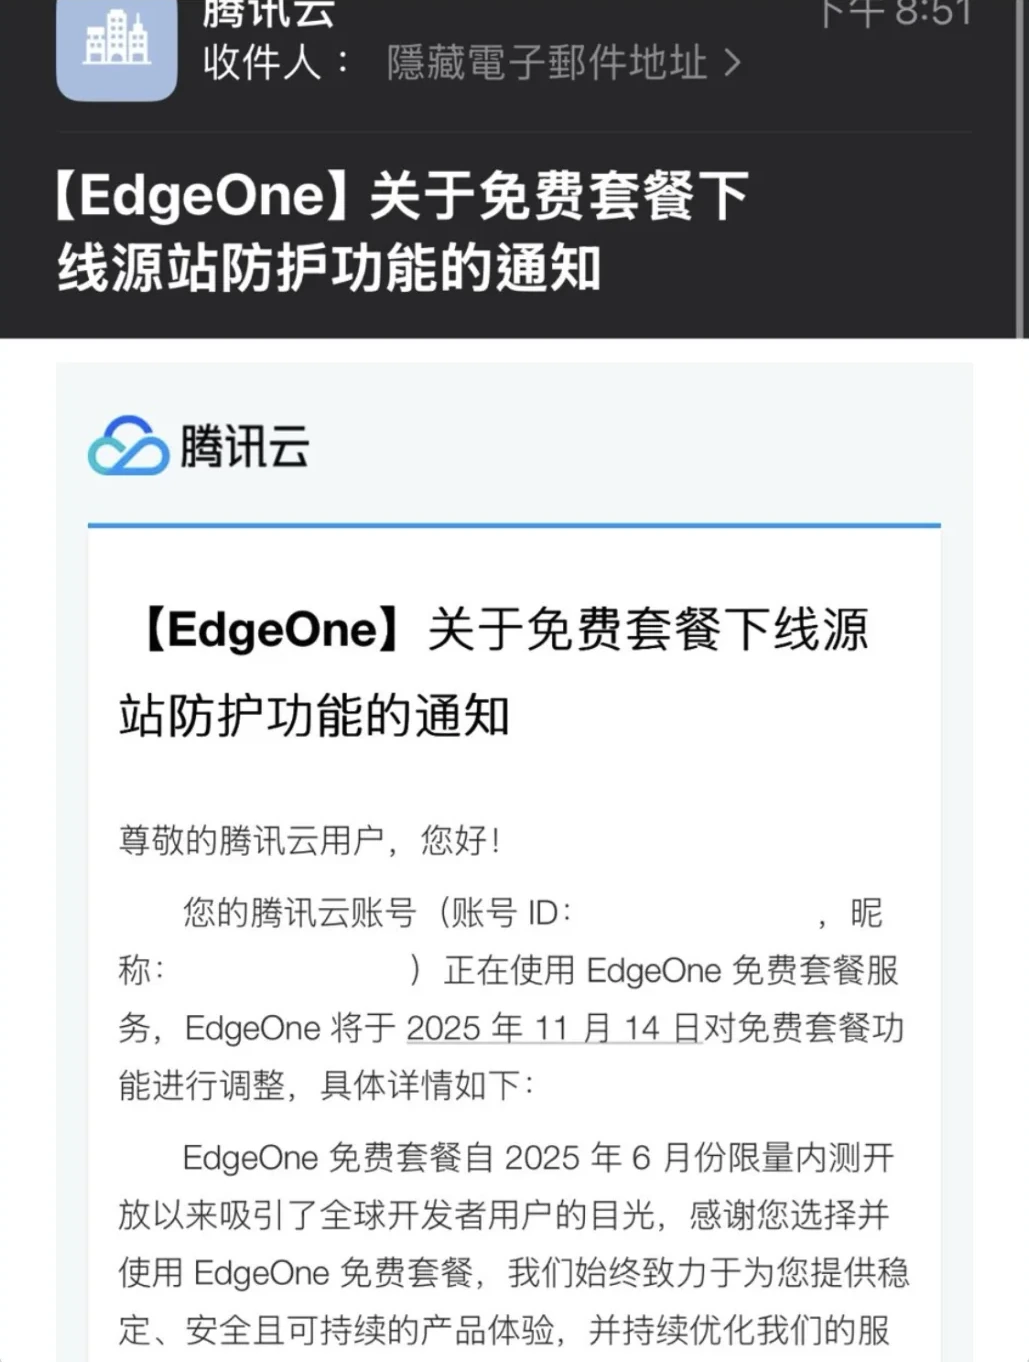 腾讯云
下午 8:51
收件人： 隱藏電子郵件地址
【EdgeOne】关于免费套餐下
线源站防护功能的通知
腾讯云
【EdgeOne】关于免费套餐下线源
站防护功能的通知
尊敬的腾讯云用户，您好！
您的腾讯云账号（账号 ID： ，昵
称： ）正在使用 EdgeOne 免费套餐服
务，EdgeOne 将于 2025 年 11 月 14 日对免费套餐功
能进行调整，具体详情如下：
EdgeOne 免费套餐自 2025 年 6 月份限量内测开
放以来吸引了全球开发者用户的目光，感谢您选择并
使用 EdgeOne 免费套餐，我们始终致力于为您提供稳
定、安全且可持续的产品体验，并持续优化我们的服